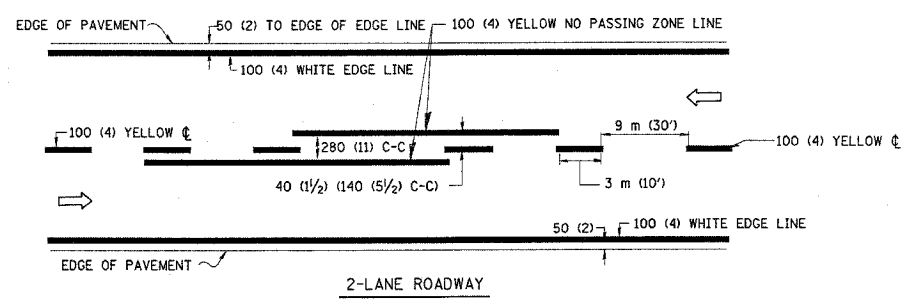 EDGE OF PAVEMENT
50 (2) TO EDGE OF EDGE LINE
100 (4) YELLOW NO PASSING ZONE LINE
100 (4) WHITE EDGE LINE
100 (4) YELLOW ℄
9 m (30')
280 (11) C-C
100 (4) YELLOW ℄
40 (1½) (140 (5½) C-C)
3 m (10')
50 (2)
100 (4) WHITE EDGE LINE
EDGE OF PAVEMENT
2-LANE ROADWAY